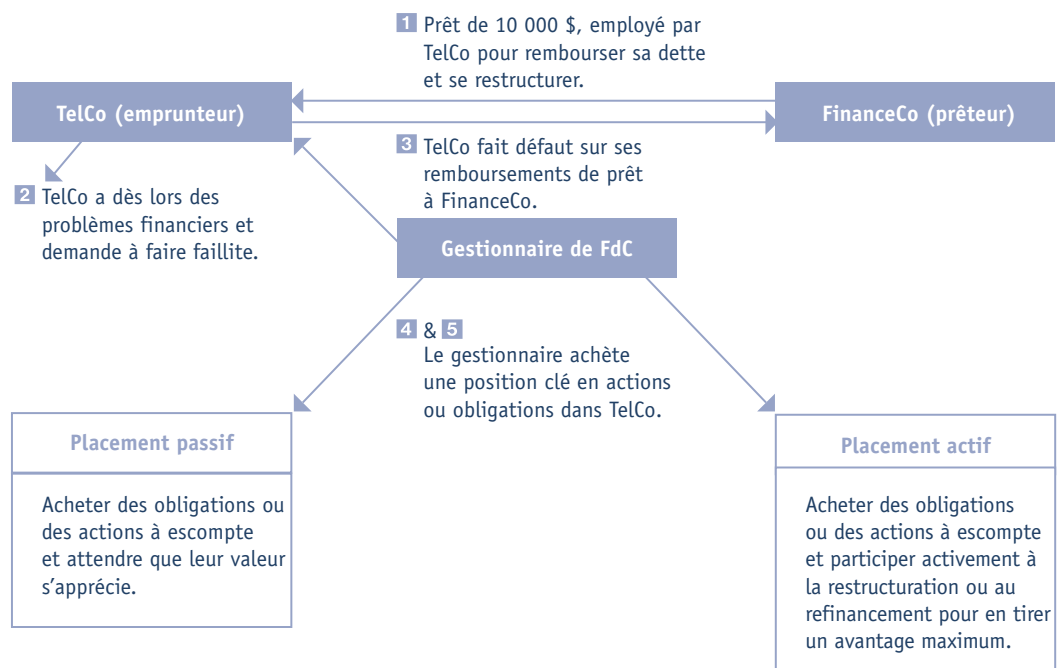 1 Prêt de 10 000 $, employé par
TelCo pour rembourser sa dette
et se restructurer.
TelCo (emprunteur)
FinanceCo (prêteur)
3 TelCo fait défaut sur ses
remboursements de prêt
à FinanceCo.
2 TelCo a dès lors des
problèmes financiers et
demande à faire faillite.
Gestionnaire de FdC
4 & 5
Le gestionnaire achète
une position clé en actions
ou obligations dans TelCo.
Placement passif
Acheter des obligations ou
des actions à escompte
et attendre que leur valeur
s’apprécie.
Placement actif
Acheter des obligations
ou des actions à escompte
et participer activement à
la restructuration ou au
refinancement pour en tirer
un avantage maximum.